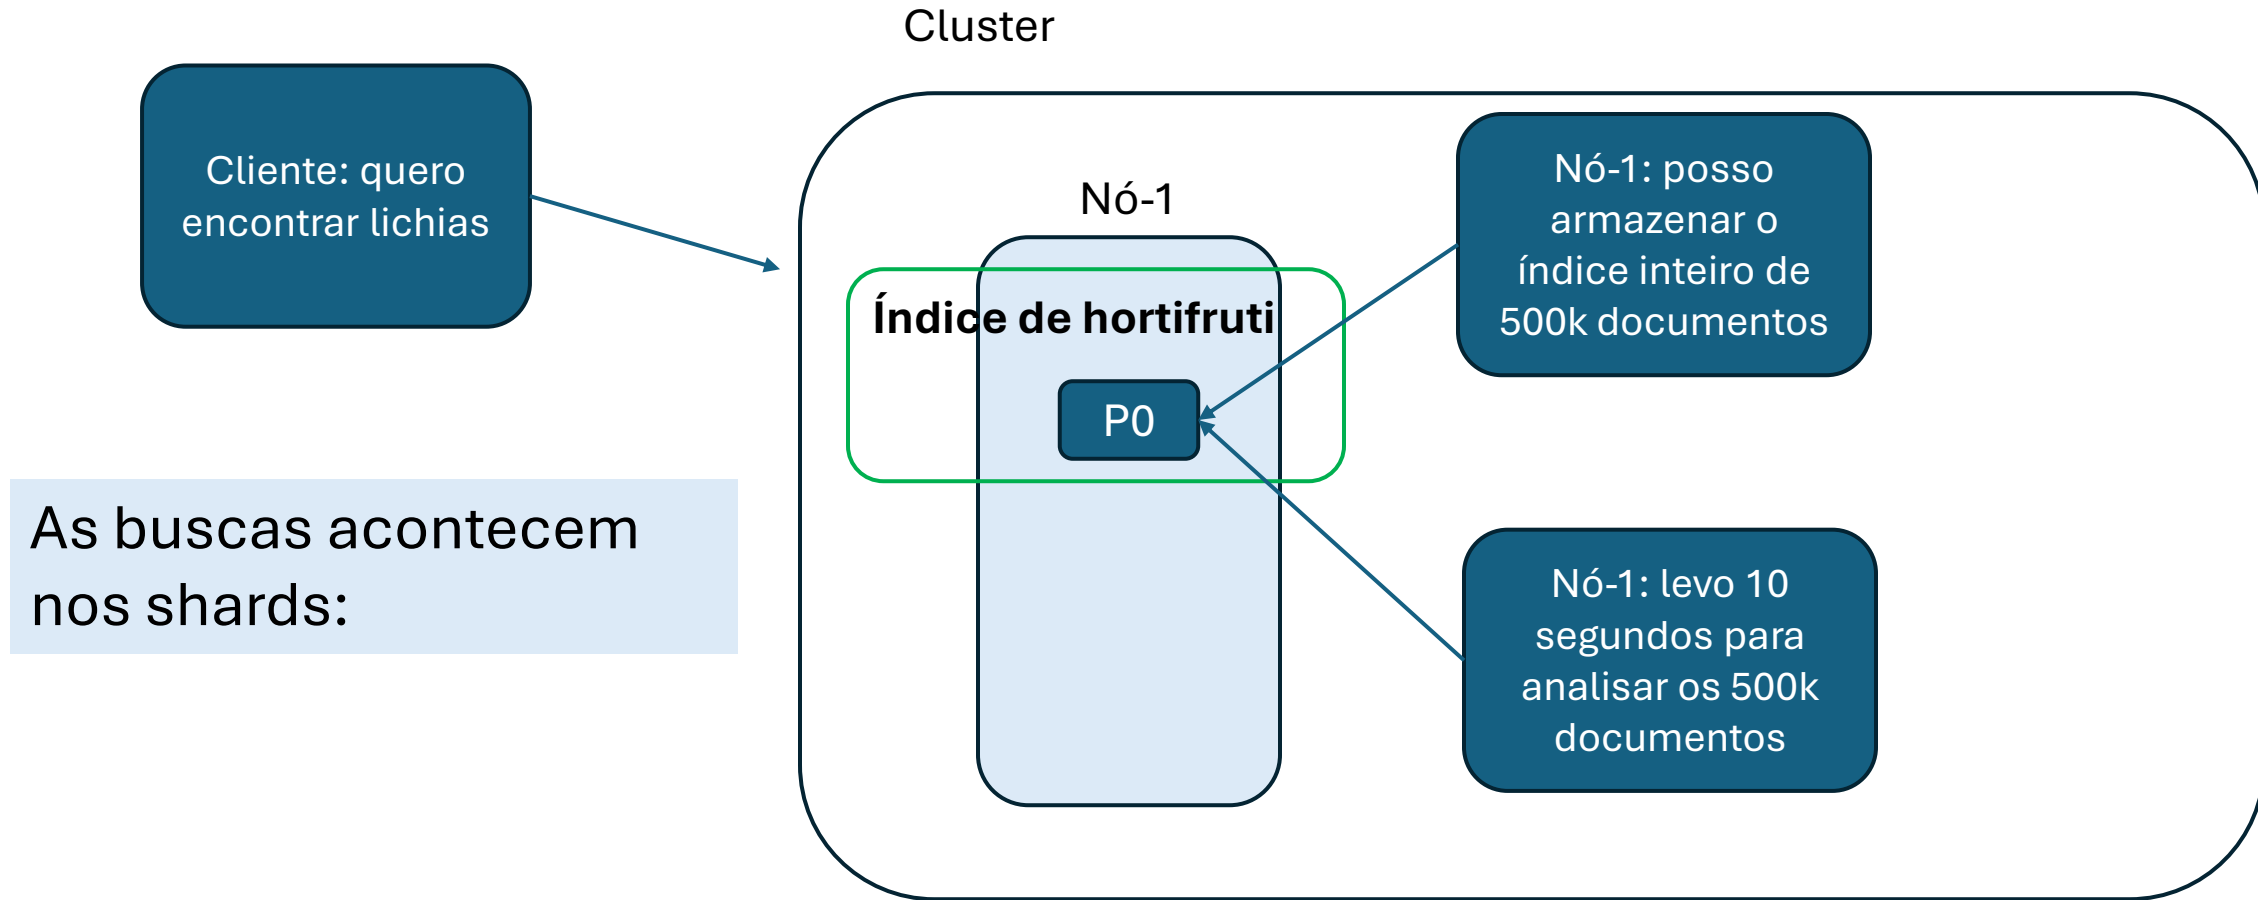 Cluster
Cliente: quero
encontrar lichias
Nó-1
Índice de hortifruti
P0
Nó-1: posso
armazenar o
índice inteiro de
500k documentos
As buscas acontecem
nos shards:
Nó-1: levo 10
segundos para
analisar os 500k
documentos